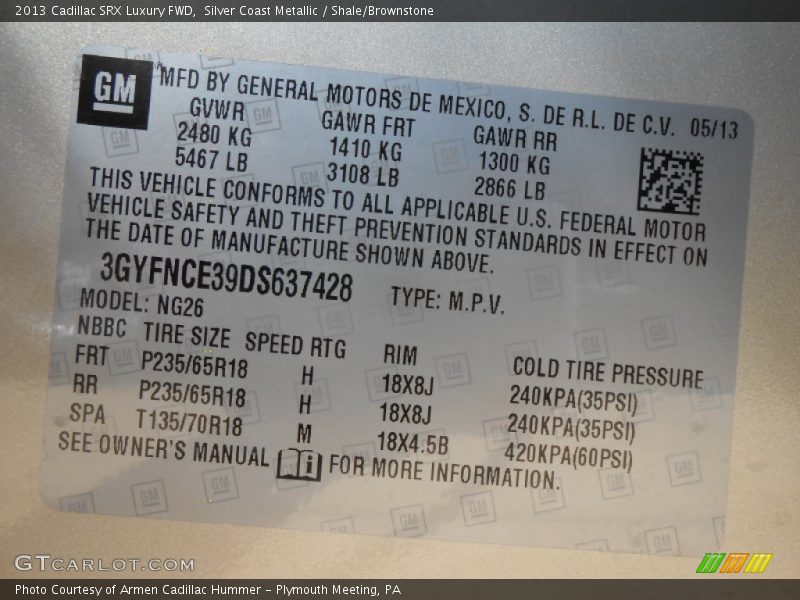 2013 Cadillac SRX Luxury FWD, Silver Coast Metallic / Shale/Brownstone
GM MFD BY GENERAL MOTORS DE MEXICO, S. DE R.L. DE C.V. 05/13
GVWR GAWR FRT GAWR RR
2480 KG 1410 KG 1300 KG
5467 LB 3108 LB 2866 LB
THIS VEHICLE CONFORMS TO ALL APPLICABLE U.S. FEDERAL MOTOR
VEHICLE SAFETY AND THEFT PREVENTION STANDARDS IN EFFECT ON
THE DATE OF MANUFACTURE SHOWN ABOVE.
3GYFNCE39DS637428 TYPE: M.P.V.
MODEL: NG26
NBBC TIRE SIZE SPEED RTG RIM COLD TIRE PRESSURE
FRT P235/65R18 H 18X8J 240KPA(35PSI)
RR P235/65R18 H 18X8J 240KPA(35PSI)
SPA T135/70R18 M 18X4.5B 420KPA(60PSI)
SEE OWNER'S MANUAL i FOR MORE INFORMATION.
GTCARLOT.COM
Photo Courtesy of Armen Cadillac Hummer - Plymouth Meeting, PA